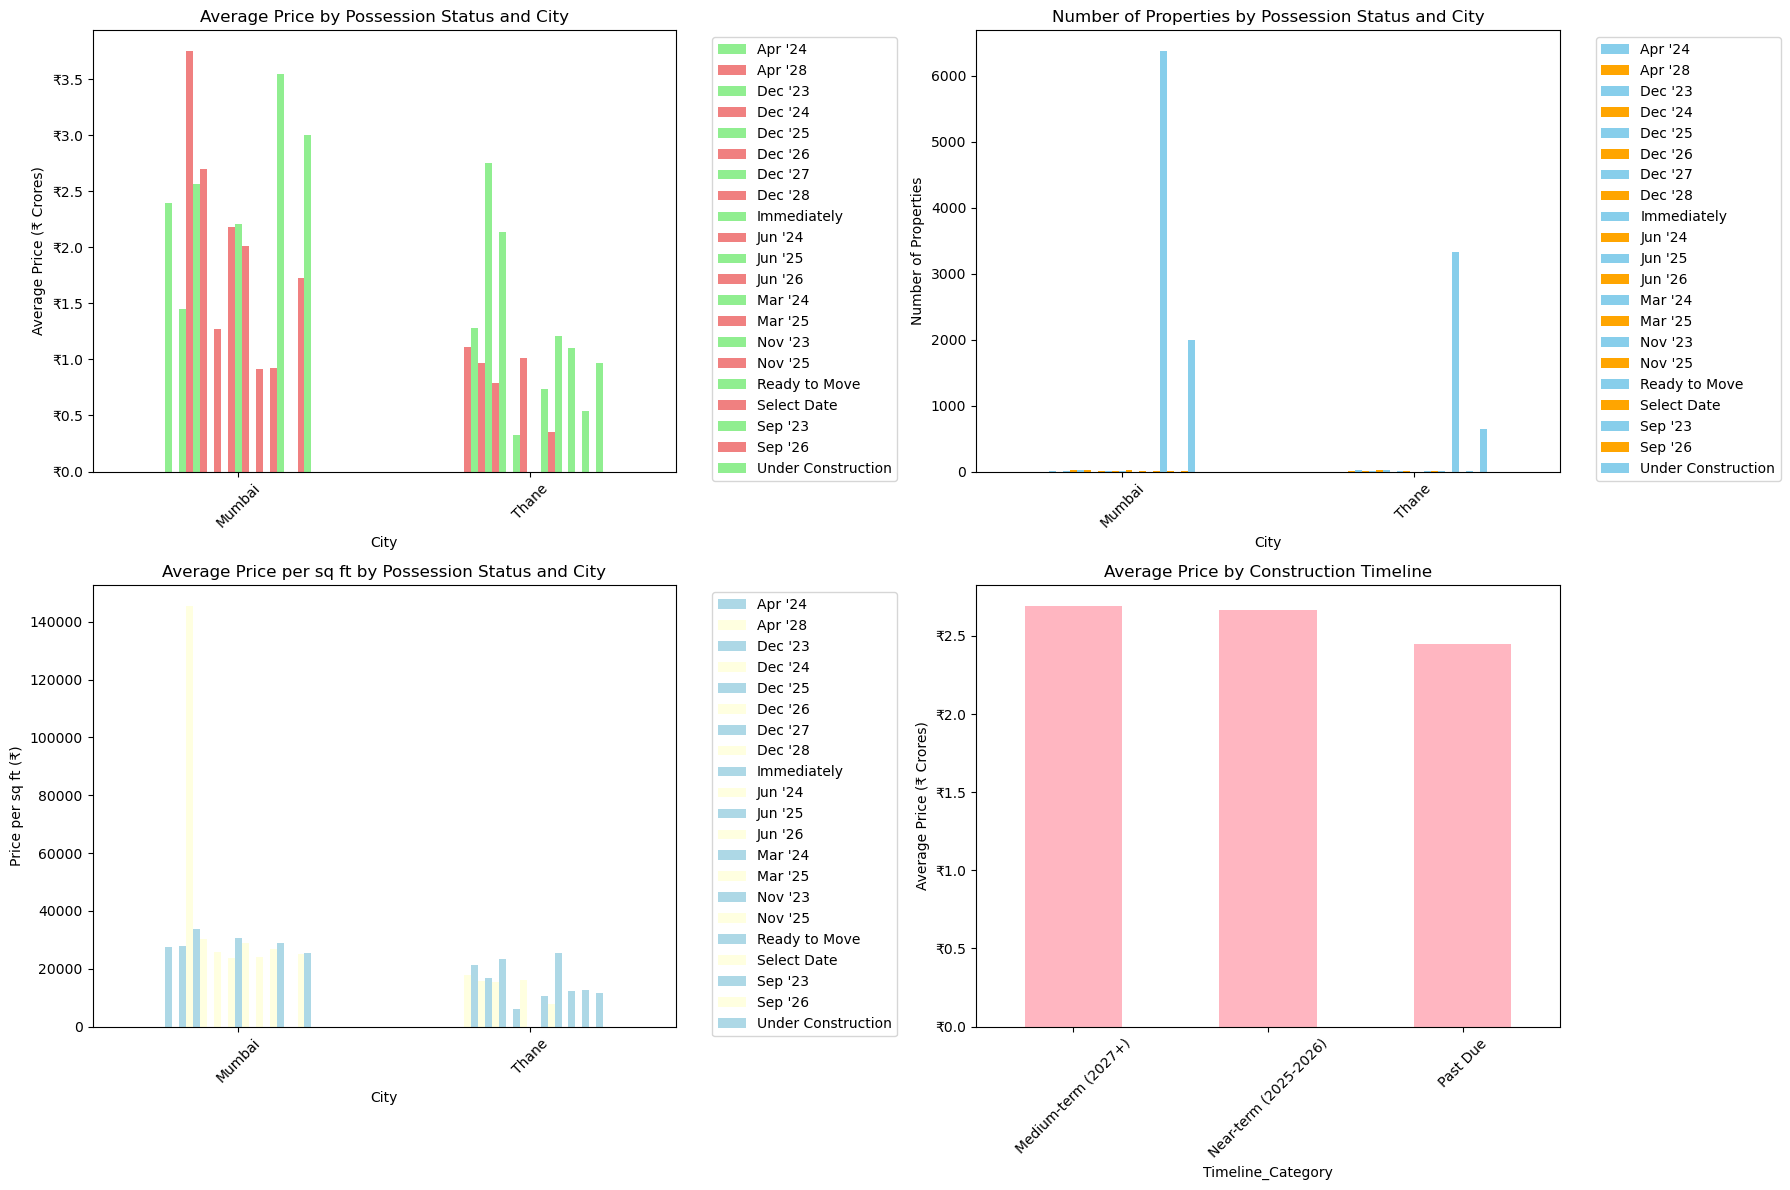 Average Price by Possession Status and City
Average Price (₹ Crores)
₹3.5
₹3.0
₹2.5
₹2.0
₹1.5
₹1.0
₹0.5
₹0.0
Mumbai
Thane
City
Apr '24
Apr '28
Dec '23
Dec '24
Dec '25
Dec '26
Dec '27
Dec '28
Immediately
Jun '24
Jun '25
Jun '26
Mar '24
Mar '25
Nov '23
Nov '25
Ready to Move
Select Date
Sep '23
Sep '26
Under Construction
Number of Properties by Possession Status and City
Number of Properties
6000
5000
4000
3000
2000
1000
0
Mumbai
Thane
City
Apr '24
Apr '28
Dec '23
Dec '24
Dec '25
Dec '26
Dec '27
Dec '28
Immediately
Jun '24
Jun '25
Jun '26
Mar '24
Mar '25
Nov '23
Nov '25
Ready to Move
Select Date
Sep '23
Sep '26
Under Construction
Average Price per sq ft by Possession Status and City
Price per sq ft (₹)
140000
120000
100000
80000
60000
40000
20000
0
Mumbai
Thane
City
Apr '24
Apr '28
Dec '23
Dec '24
Dec '25
Dec '26
Dec '27
Dec '28
Immediately
Jun '24
Jun '25
Jun '26
Mar '24
Mar '25
Nov '23
Nov '25
Ready to Move
Select Date
Sep '23
Sep '26
Under Construction
Average Price by Construction Timeline
Average Price (₹ Crores)
₹2.5
₹2.0
₹1.5
₹1.0
₹0.5
₹0.0
Medium-term (2027+)
Near-term (2025-2026)
Past Due
Timeline_Category